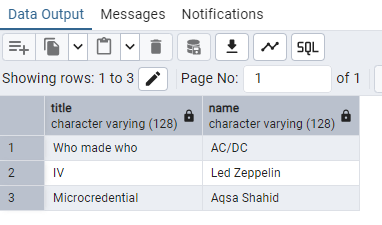 Data Output Messages Notifications
SQL
Showing rows: 1 to 3 Page No: 1 of 1
title name
character varying (128) character varying (128)
1 Who made who AC/DC
2 IV Led Zeppelin
3 Microcredential Aqsa Shahid